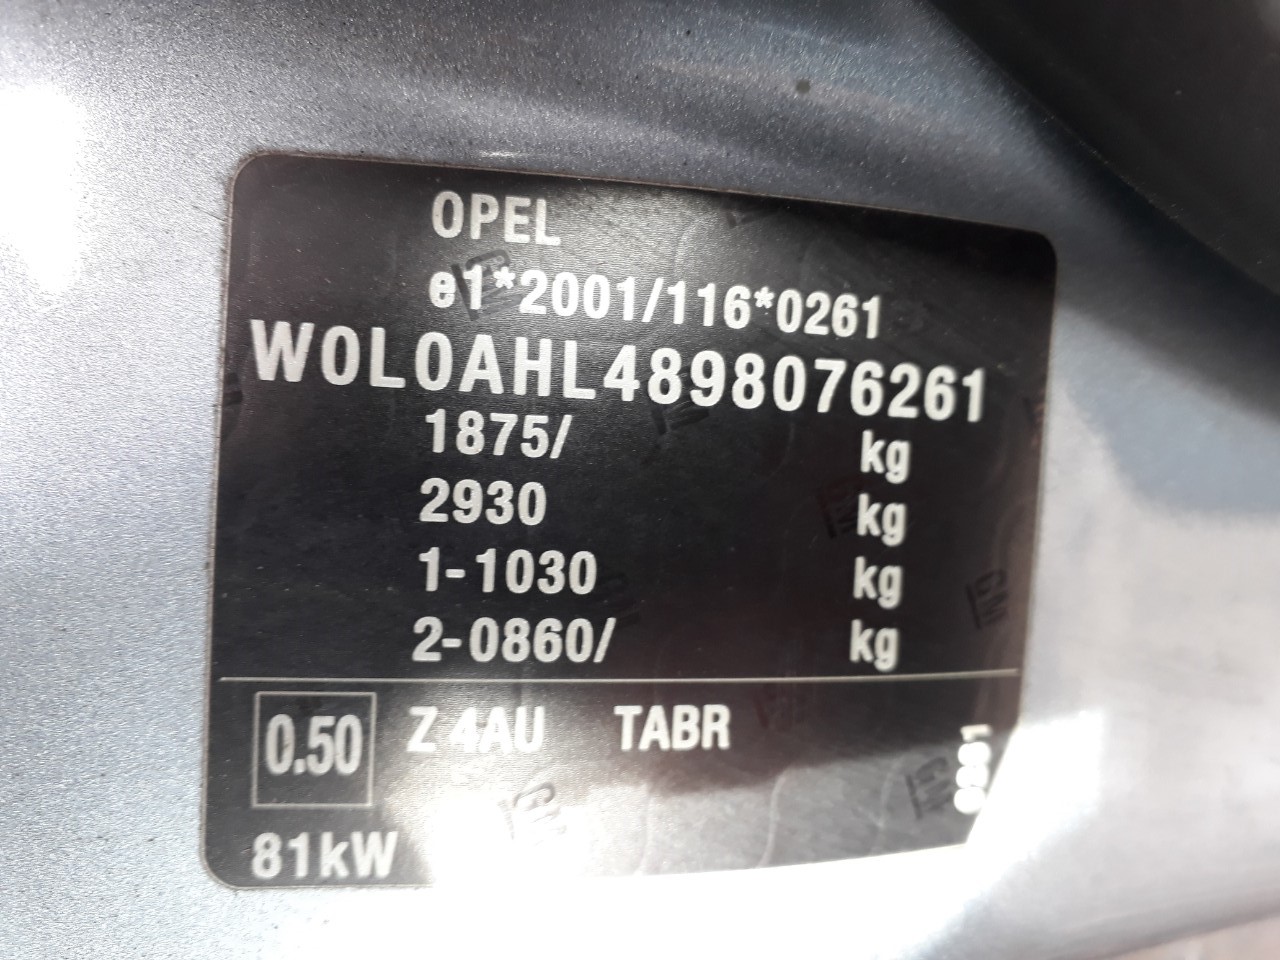 OPEL
e1*2001/116*0261
W0L0AHL4898076261
1875/ kg
2930 kg
1-1030 kg
2-0860/ kg
0.50 Z 4AU TABR
81kW